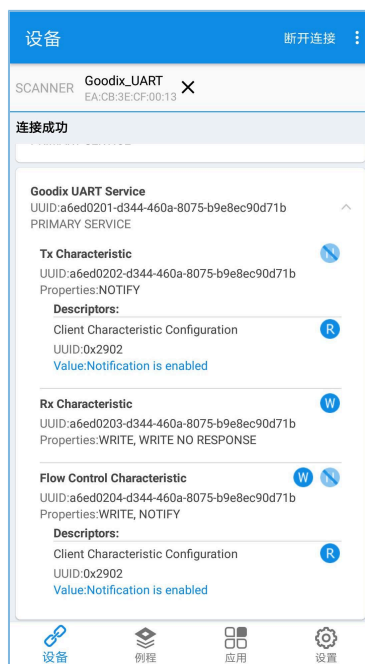 设备
断开连接
SCANNER
Goodix_UART
EA:CB:3E:CF:00:13
连接成功
Goodix UART Service
UUID:a6ed0201-d344-460a-8075-b9e8ec90d71b
PRIMARY SERVICE
Tx Characteristic
UUID:a6ed0202-d344-460a-8075-b9e8ec90d71b
Properties:NOTIFY
Descriptors:
Client Characteristic Configuration
R
UUID:0x2902
Value:Notification is enabled
Rx Characteristic
W
UUID:a6ed0203-d344-460a-8075-b9e8ec90d71b
Properties:WRITE, WRITE NO RESPONSE
Flow Control Characteristic
W
UUID:a6ed0204-d344-460a-8075-b9e8ec90d71b
Properties:WRITE, NOTIFY
Descriptors:
Client Characteristic Configuration
R
UUID:0x2902
Value:Notification is enabled
设备
例程
应用
设置